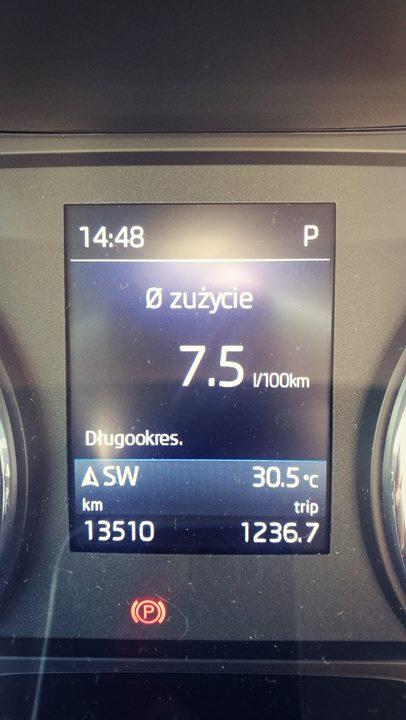 14:48 P
Ø zużycie
7.5 l/100km
Długookres.
SW 30.5 °C
km trip
13510 1236.7
P